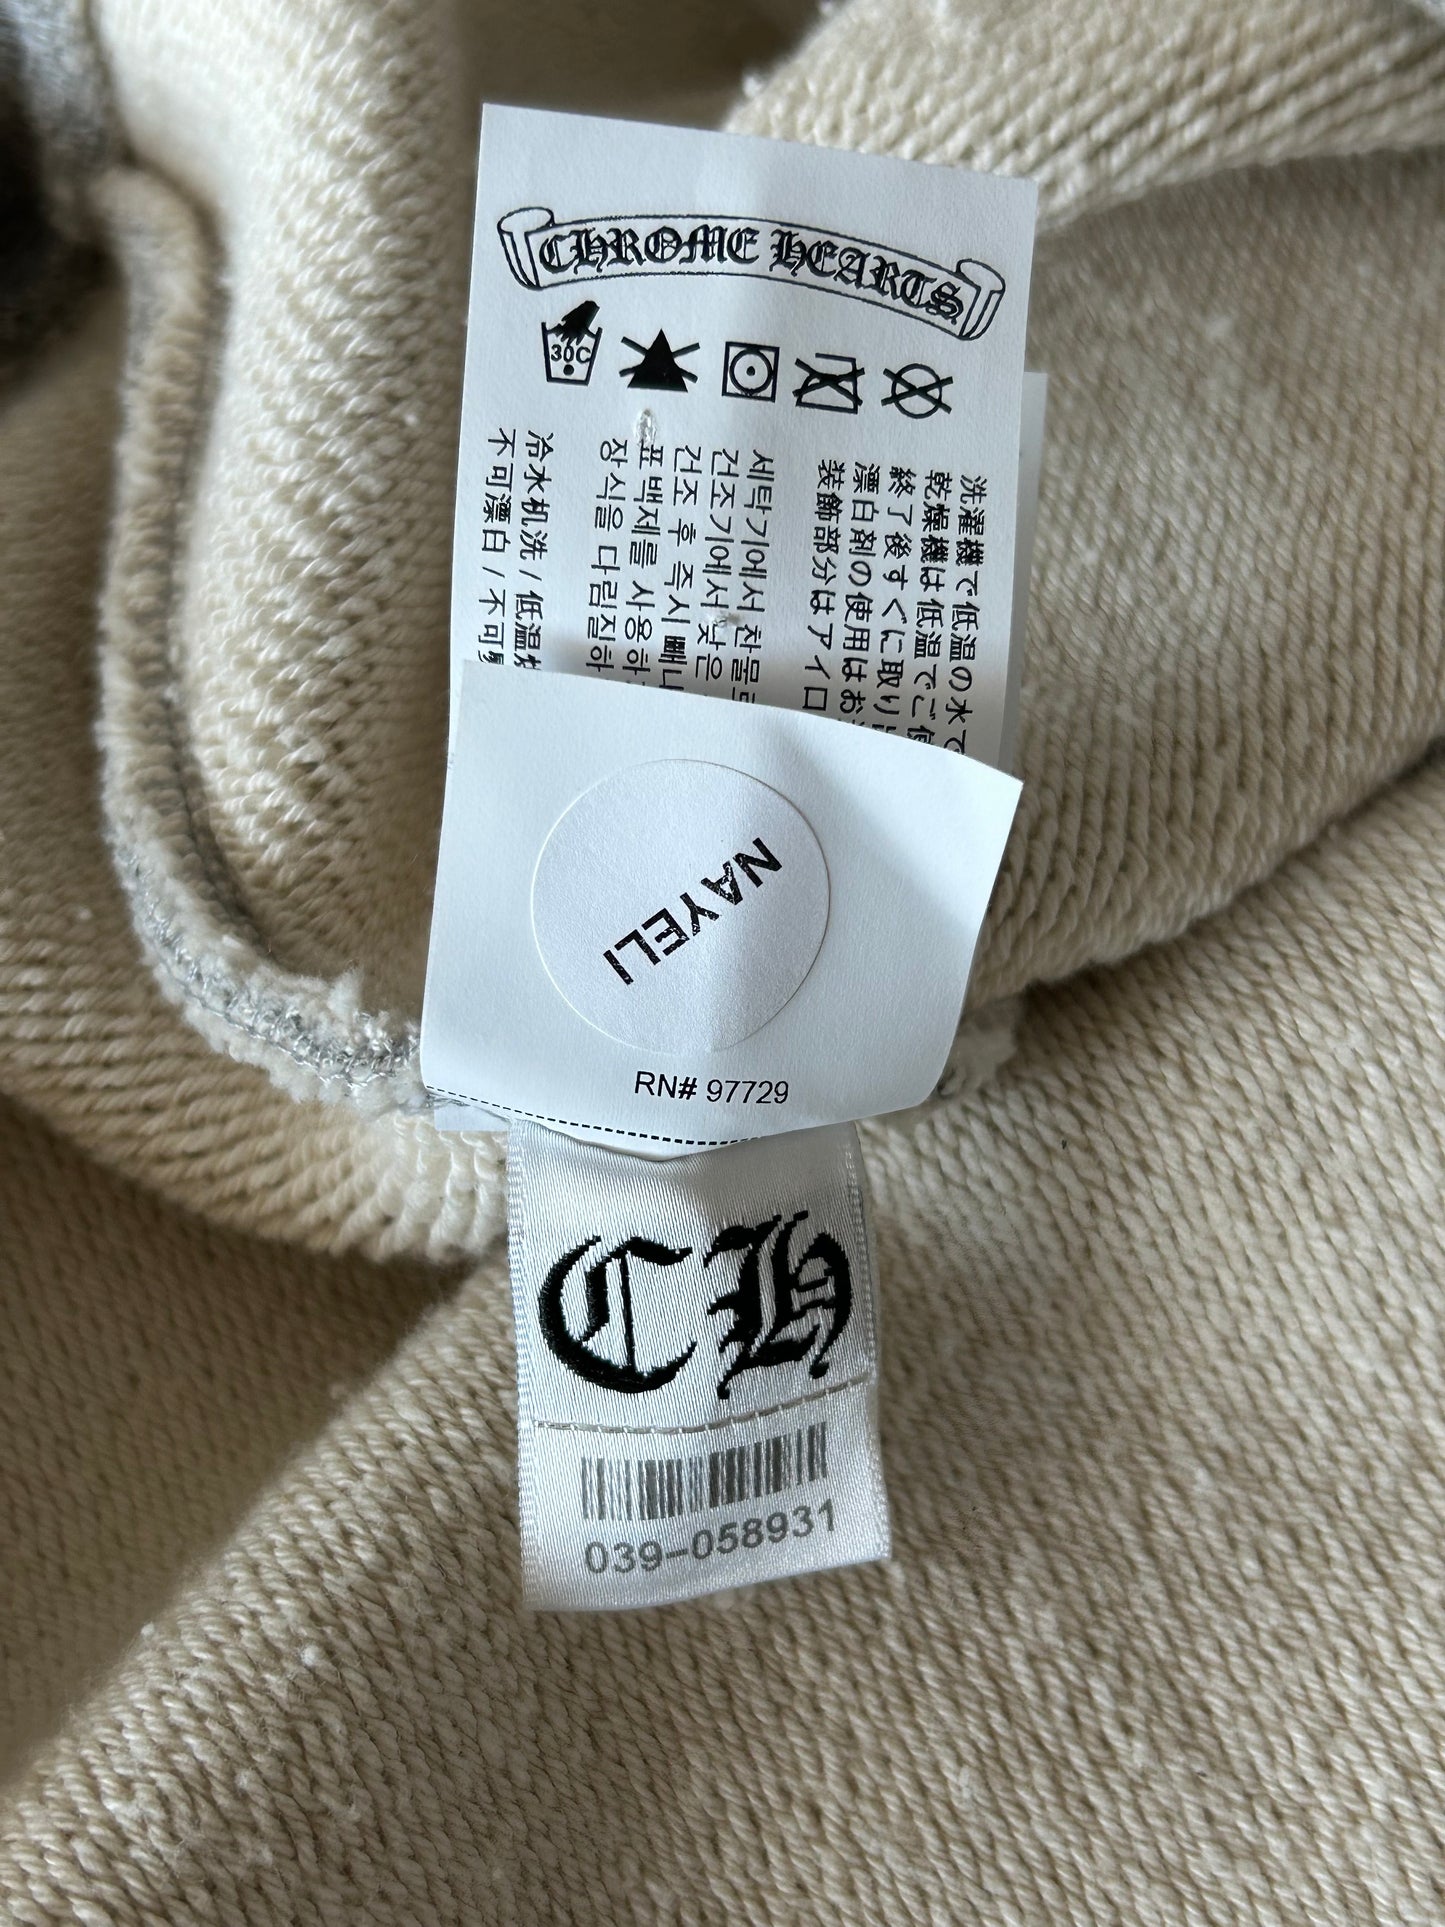 CHROME HEARTS
30C
洗濯機で低温の水で
乾燥機は低温でご使
終了後すぐに取り出
漂白剤の使用はお
装飾部分はアイロ
세탁기에서 찬물로
건조기에서 낮은
건조 후 즉시 빼내
표백제를 사용하
장식을 다림질하
冷水机洗 / 低温
不可漂白 / 不可
NAYELI
RN# 97729
CH
039-058931